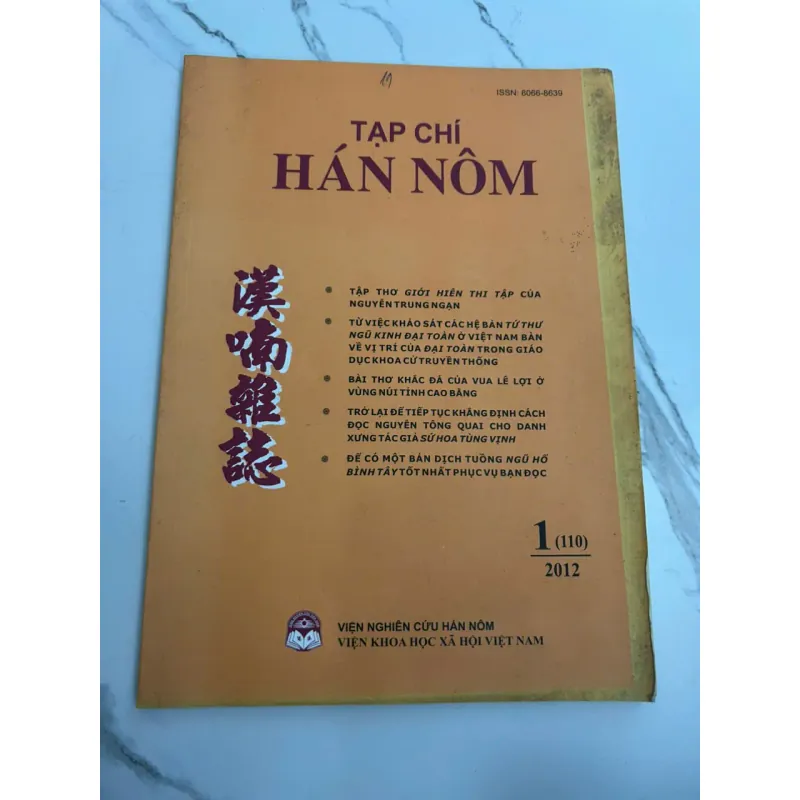 ISSN: 6066-8639
TẠP CHÍ
HÁN NÔM
漢喃雜誌
TẬP THƠ GIỚI HIÊN THI TẬP CỦA
NGUYỄN TRUNG NGẠN
TỪ VIỆC KHẢO SÁT CÁC HỆ BẢN TỨ THƯ
NGŨ KINH ĐẠI TOÀN Ở VIỆT NAM BÀN
VỀ VỊ TRÍ CỦA ĐẠI TOÀN TRONG GIÁO
DỤC KHOA CỬ TRUYỀN THỐNG
BÀI THƠ KHẮC ĐÁ CỦA VUA LÊ LỢI Ở
VÙNG NÚI TỈNH CAO BẰNG
TRỞ LẠI ĐỂ TIẾP TỤC KHẲNG ĐỊNH CÁCH
ĐỌC NGUYỄN TÔNG QUAI CHO DANH
XƯNG TÁC GIẢ SỨ HOA TÙNG VỊNH
ĐỂ CÓ MỘT BẢN DỊCH TUỒNG NGŨ HỔ
BÌNH TÂY TỐT NHẤT PHỤC VỤ BẠN ĐỌC
1 (110)
2012
VIỆN NGHIÊN CỨU HÁN NÔM
VIỆN KHOA HỌC XÃ HỘI VIỆT NAM